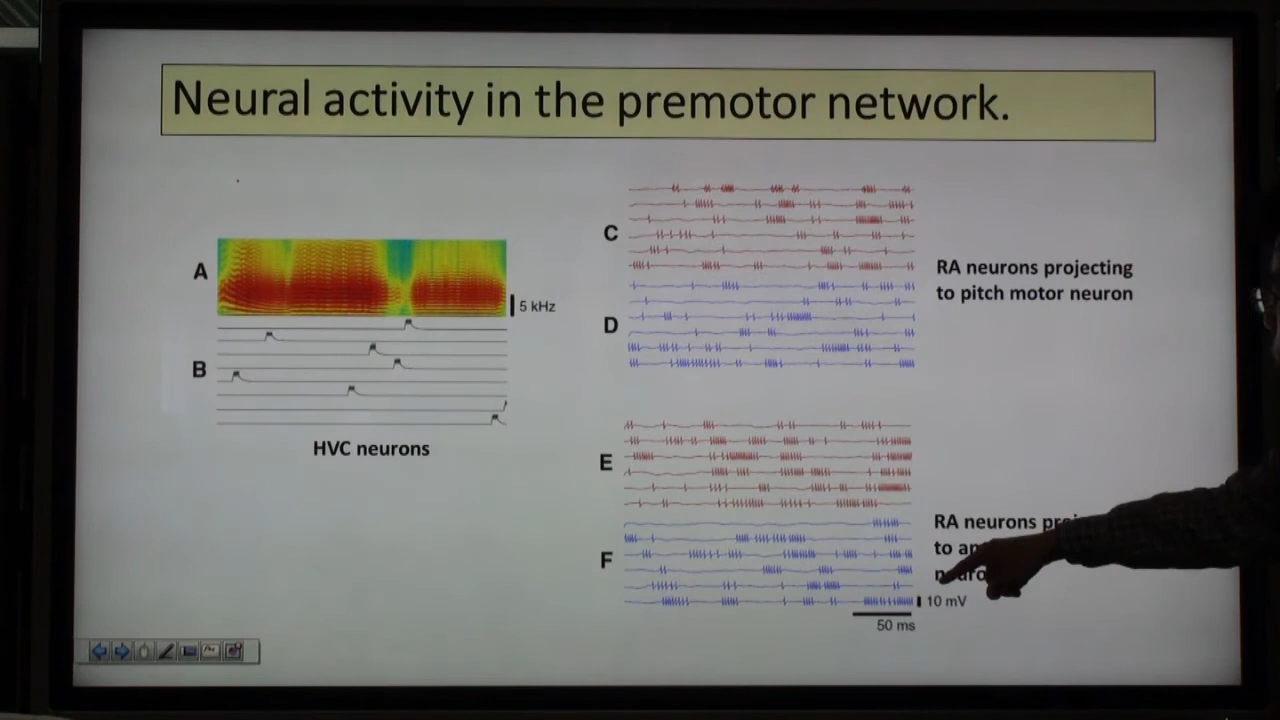 Neural activity in the premotor network.
A
5 kHz
B
HVC neurons
C
D
RA neurons projecting
to pitch motor neuron
E
F
RA neurons
to
10 mV
50 ms